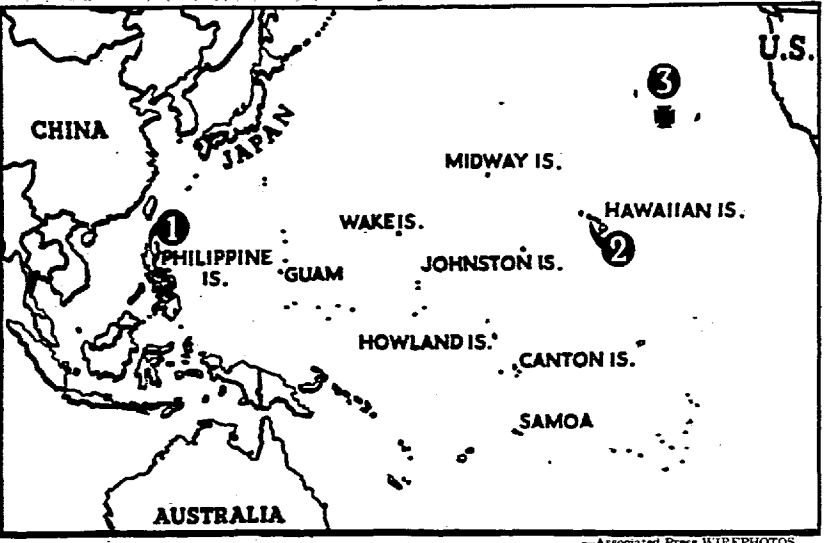 U.S.
3
CHINA
JAPAN
MIDWAY IS.
HAWAIIAN IS.
WAKE IS.
1
2
PHILIPPINE
IS.
GUAM
JOHNSTON IS.
HOWLAND IS.
CANTON IS.
SAMOA
AUSTRALIA
—Associated Press WIREPHOTOS